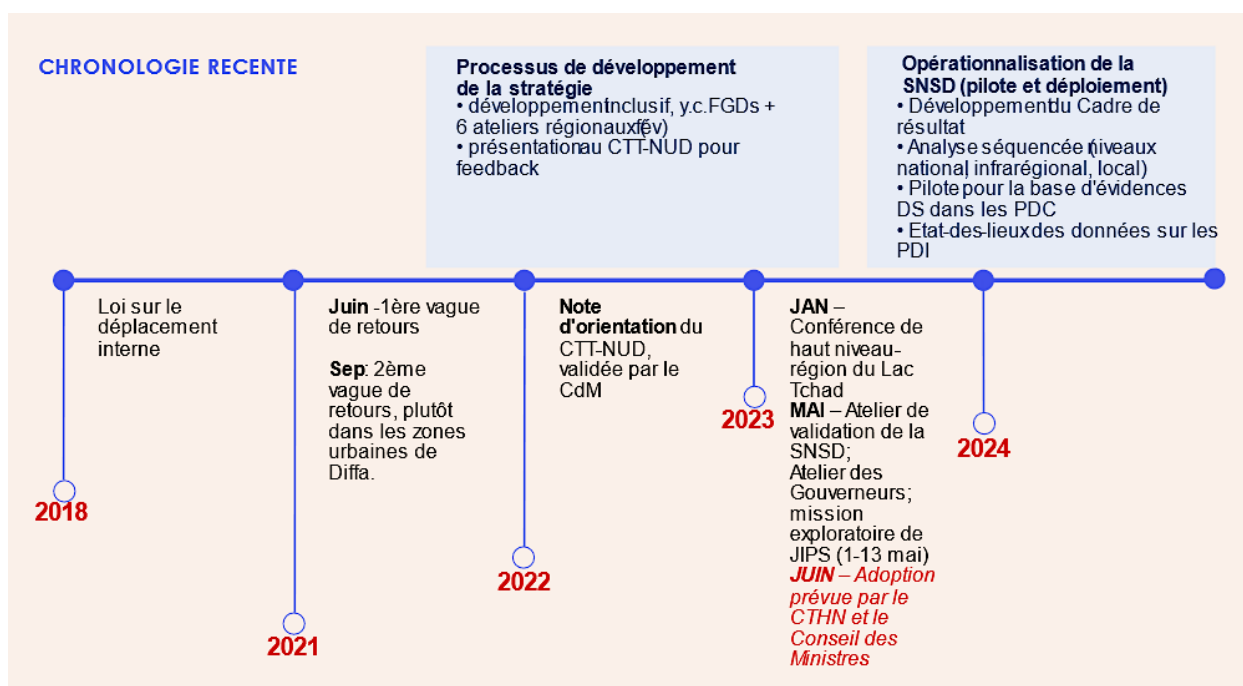 CHRONOLOGIE RECENTE
Processus de développement
de la stratégie
• développementinclusif, y.c.FGDs +
6 ateliers régionaux(fév)
• présentationau CTT-NUD pour
feedback
Opérationnalisation de la
SNSD (pilote et déploiement)
• Développementdu Cadre de
résultat
• Analyse séquencée (niveaux
national, infrarégional, local)
• Pilote pour la base d'évidences
DS dans les PDC
• Etat-des-lieux des données sur les
PDI
Loi sur le
déplacement
interne
2018
Juin -1ère vague
de retours
Sep: 2ème
vague de
retours, plutôt
dans les zones
urbaines de
Diffa.
2021
Note
d'orientation du
CTT-NUD,
validée par le
CdM
2022
2023
JAN –
Conférence de
haut niveau-
région du Lac
Tchad
MAI – Atelier de
validation de la
SNSD;
Atelier des
Gouverneurs;
mission
exploratoire de
JIPS (1-13 mai)
JUIN – Adoption
prévue par le
CTHN et le
Conseil des
Ministres
2024